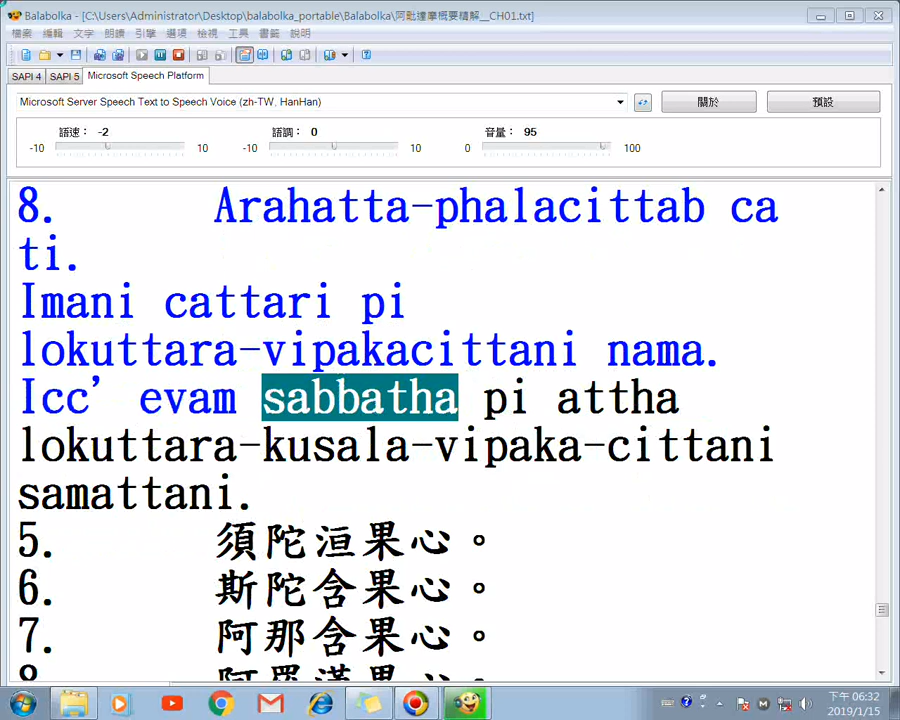 Balabolka - [C:\Users\Administrator\Desktop\balabolka_portable\Balabolka\阿毗達摩概要精解__CH01.txt]
檔案 編輯 文字 朗讀 引擎 選項 檢視 工具 書籤 說明
SAPI 4 SAPI 5 Microsoft Speech Platform
Microsoft Server Speech Text to Speech Voice (zh-TW, HanHan)
關於 預設
語速： -2 語調： 0 音量： 95
-10 10 -10 10 0 100
8. Arahatta-phalacittab ca
ti.
Imani cattari pi
lokuttara-vipakacittani nama.
Icc’ evam sabbatha pi attha
lokuttara-kusala-vipaka-cittani
samattani.
5. 須陀洹果心。
6. 斯陀含果心。
7. 阿那含果心。
8. 阿羅漢果心。
下午 06:32
2019/1/15